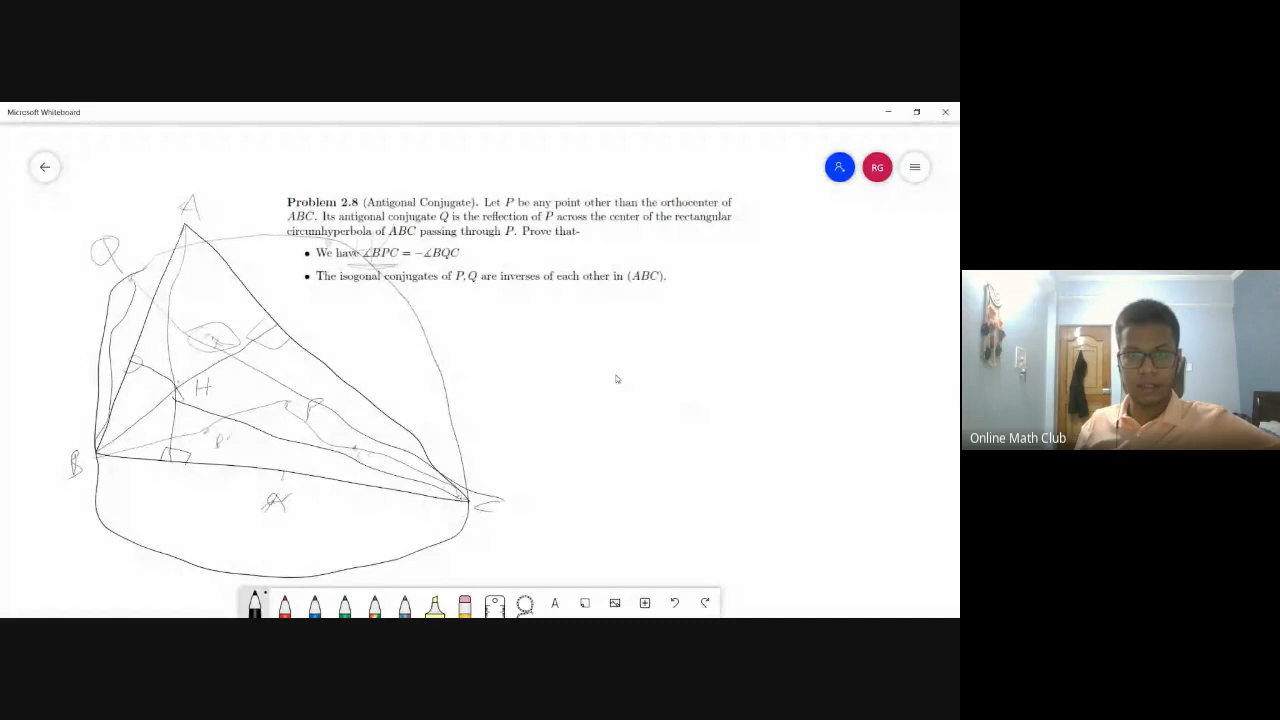 Microsoft Whiteboard
RG
Problem 2.8 (Antigonal Conjugate). Let P be any point other than the orthocenter of
ABC. Its antigonal conjugate Q is the reflection of P across the center of the rectangular
circumhyperbola of ABC passing through P. Prove that-
• We have ∡BPC = −∡BQC
• The isogonal conjugates of P, Q are inverses of each other in (ABC).
A
Q
H
P
P'
B
A'
C
Online Math Club
A